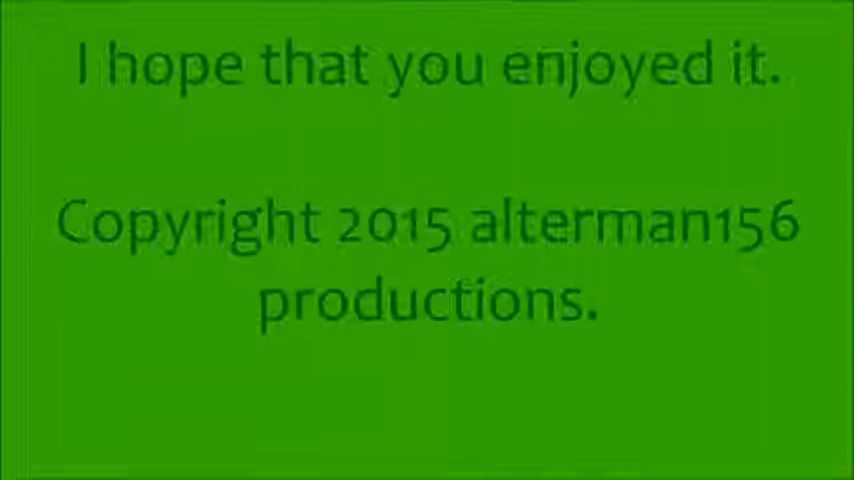 I hope that you enjoyed it.
Copyright 2015 alterman156
productions.